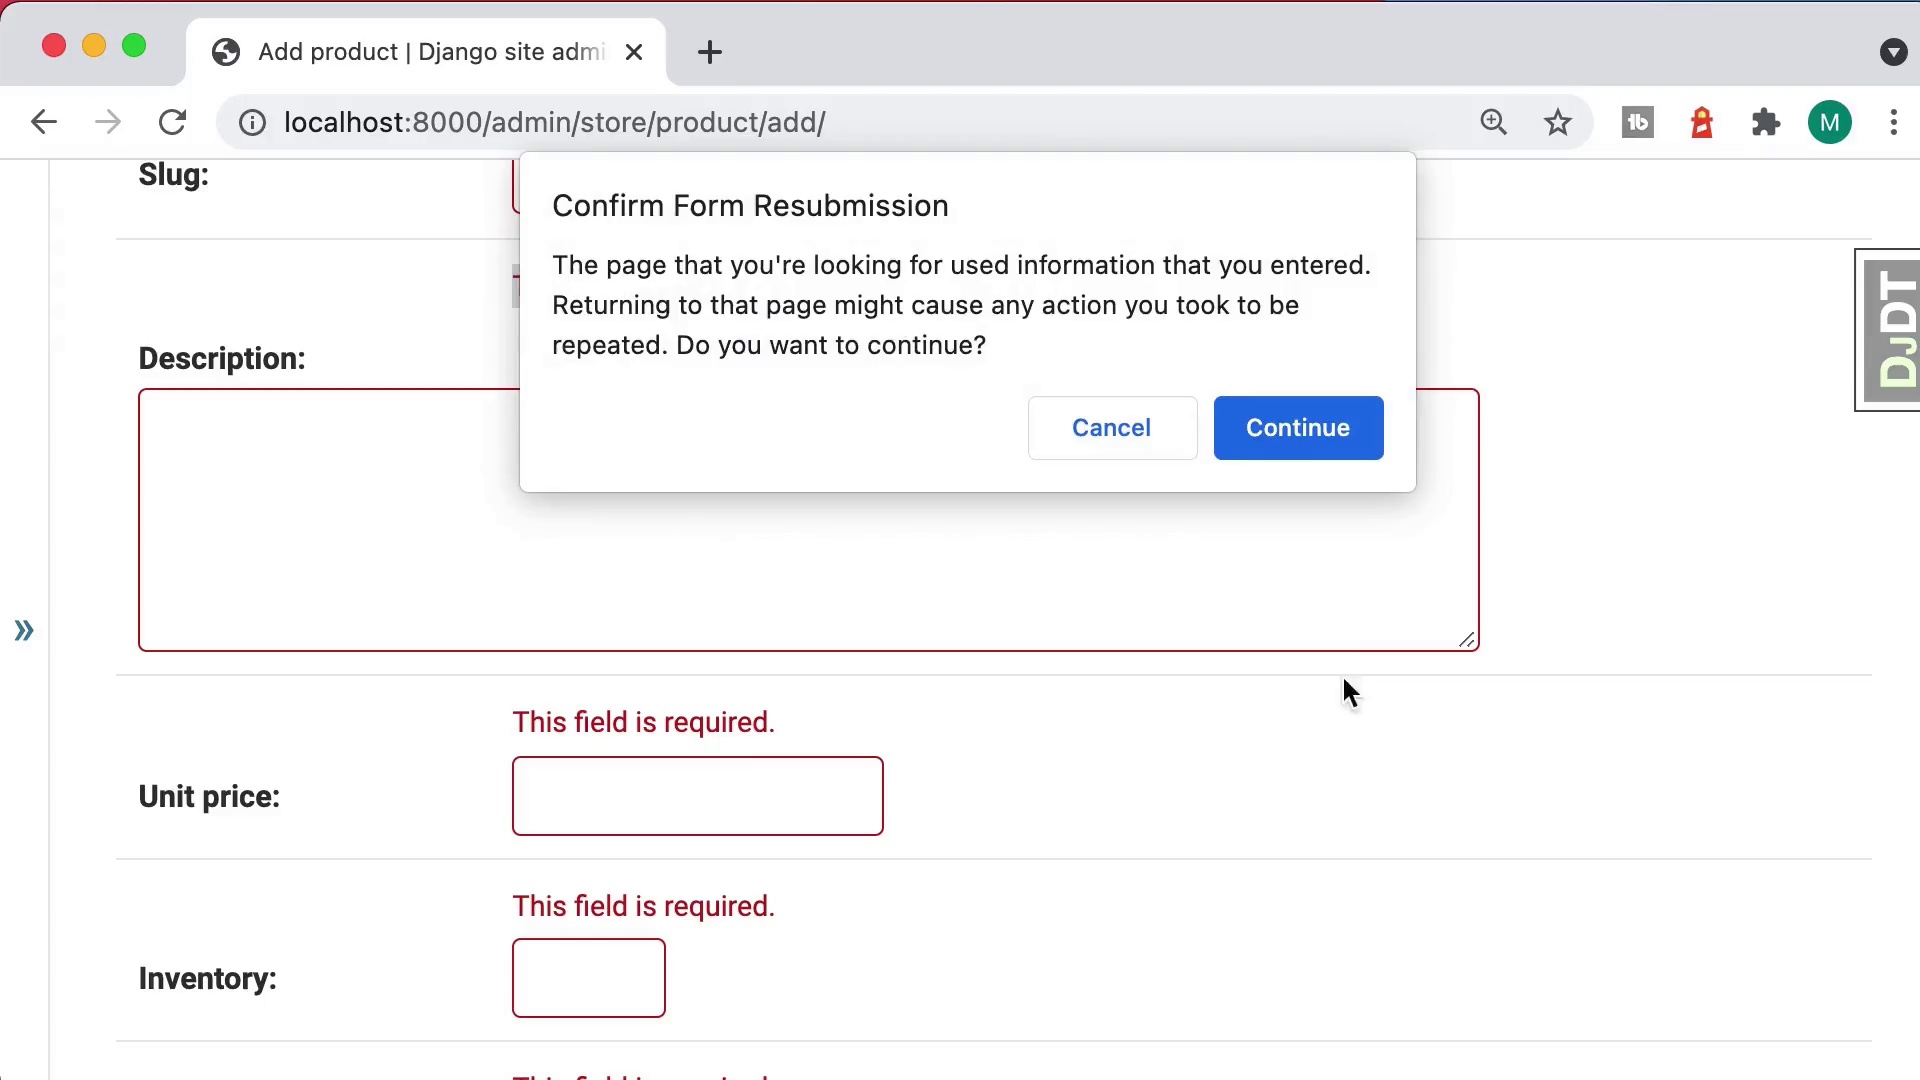 Add product | Django site admi
localhost:8000/admin/store/product/add/
M
Slug:
Confirm Form Resubmission
The page that you're looking for used information that you entered.
Returning to that page might cause any action you took to be
repeated. Do you want to continue?
Cancel
Continue
DJDT
Description:
This field is required.
Unit price:
This field is required.
Inventory: